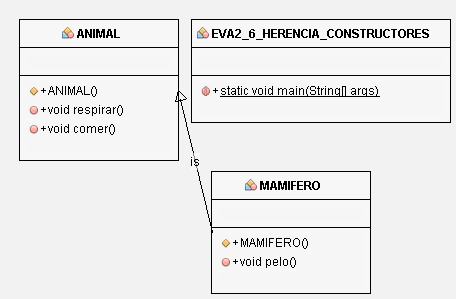 ANIMAL
+ANIMAL()
+void respirar()
+void comer()
EVA2_6_HERENCIA_CONSTRUCTORES
+static void main(String[] args)
is
MAMIFERO
+MAMIFERO()
+void pelo()